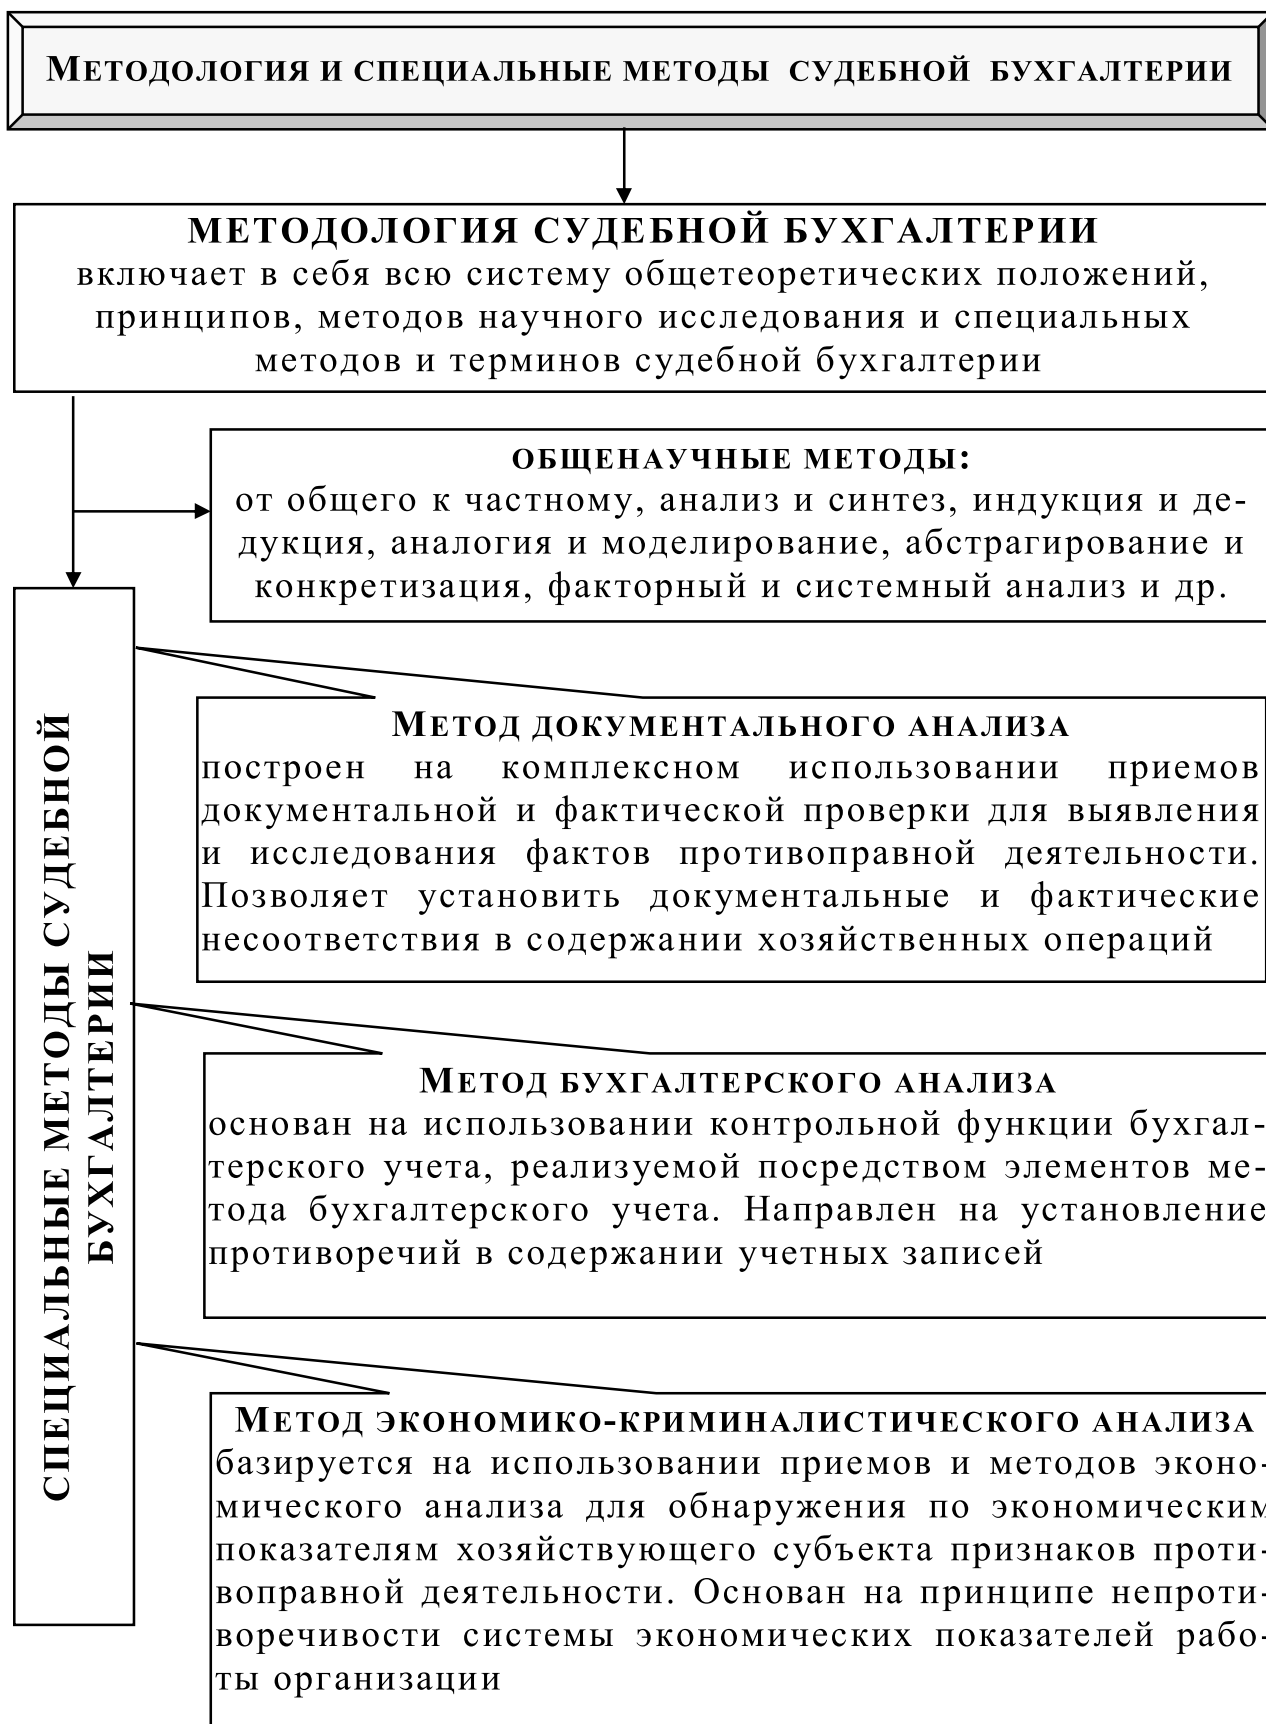 Методология и специальные методы судебной бухгалтерии
МЕТОДОЛОГИЯ СУДЕБНОЙ БУХГАЛТЕРИИ
включает в себя всю систему общетеоретических положений,
принципов, методов научного исследования и специальных
методов и терминов судебной бухгалтерии
ОБЩЕНАУЧНЫЕ МЕТОДЫ:
от общего к частному, анализ и синтез, индукция и де-
дукция, аналогия и моделирование, абстрагирование и
конкретизация, факторный и системный анализ и др.
СПЕЦИАЛЬНЫЕ МЕТОДЫ СУДЕБНОЙ
БУХГАЛТЕРИИ
Метод документального анализа
построен на комплексном использовании приемов
документальной и фактической проверки для выявления
и исследования фактов противоправной деятельности.
Позволяет установить документальные и фактические
несоответствия в содержании хозяйственных операций
Метод бухгалтерского анализа
основан на использовании контрольной функции бухгал-
терского учета, реализуемой посредством элементов ме-
тода бухгалтерского учета. Направлен на установление
противоречий в содержании учетных записей
Метод экономико-криминалистического анализа
базируется на использовании приемов и методов эконо-
мического анализа для обнаружения по экономическим
показателям хозяйствующего субъекта признаков проти-
воправной деятельности. Основан на принципе непроти-
воречивости системы экономических показателей рабо-
ты организации